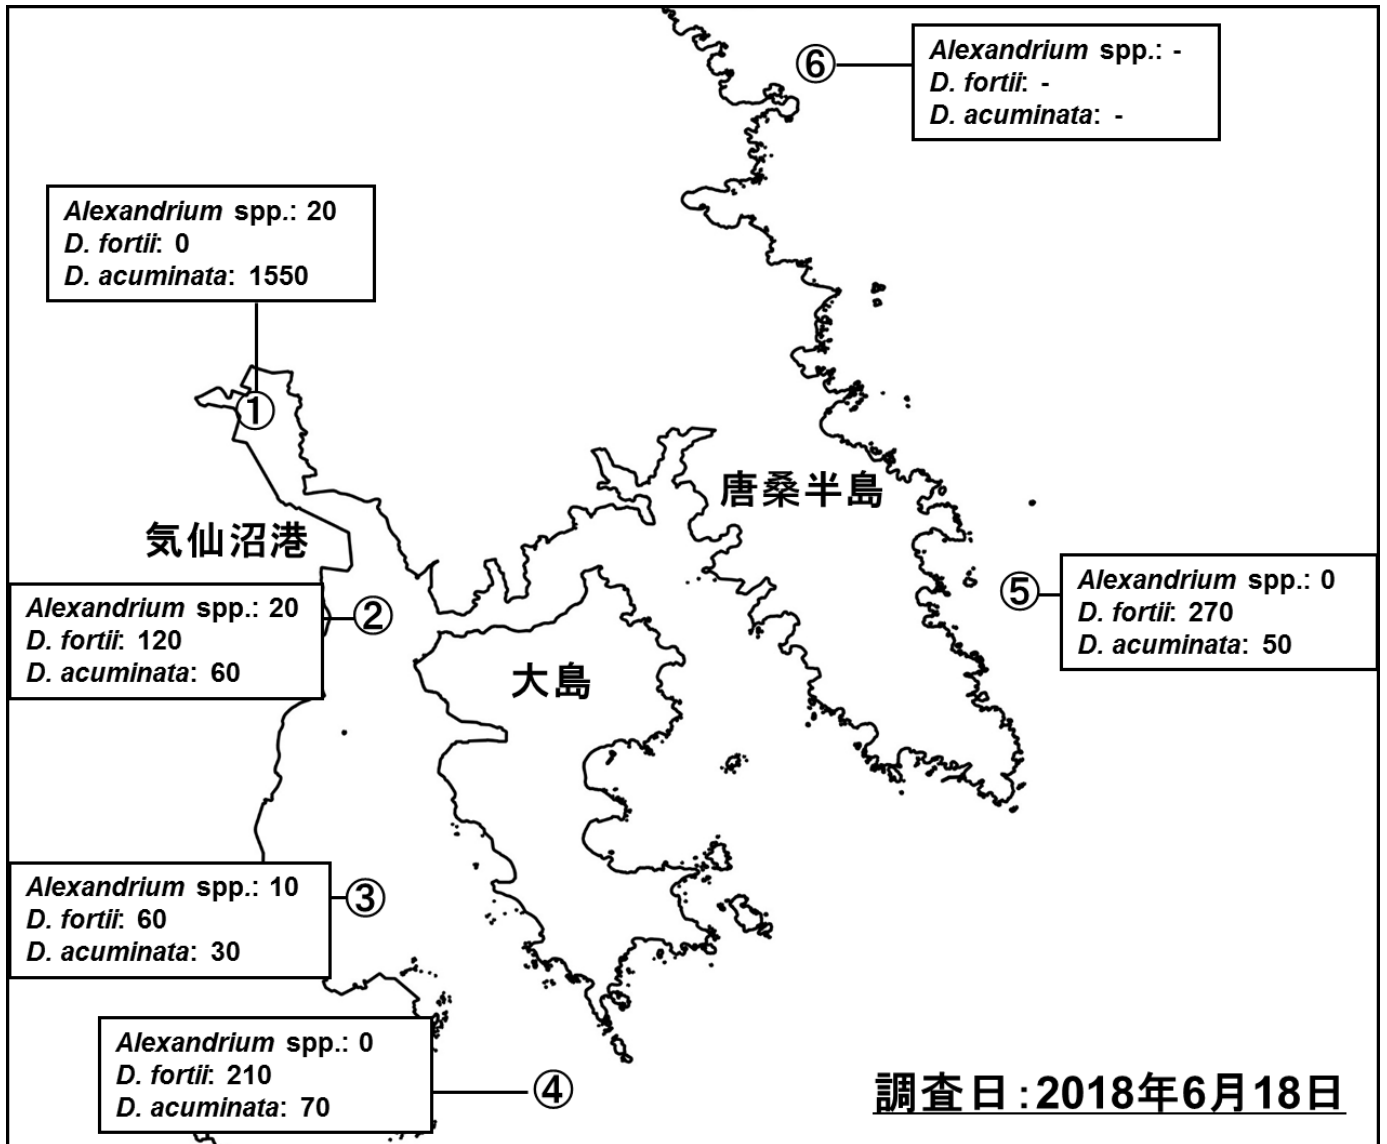 ⑥
Alexandrium spp.: -
D. fortii: -
D. acuminata: -
Alexandrium spp.: 20
D. fortii: 0
D. acuminata: 1550
①
唐桑半島
気仙沼港
Alexandrium spp.: 20
D. fortii: 120
D. acuminata: 60
②
⑤
Alexandrium spp.: 0
D. fortii: 270
D. acuminata: 50
大島
Alexandrium spp.: 10
D. fortii: 60
D. acuminata: 30
③
Alexandrium spp.: 0
D. fortii: 210
D. acuminata: 70
④
調査日:2018年6月18日